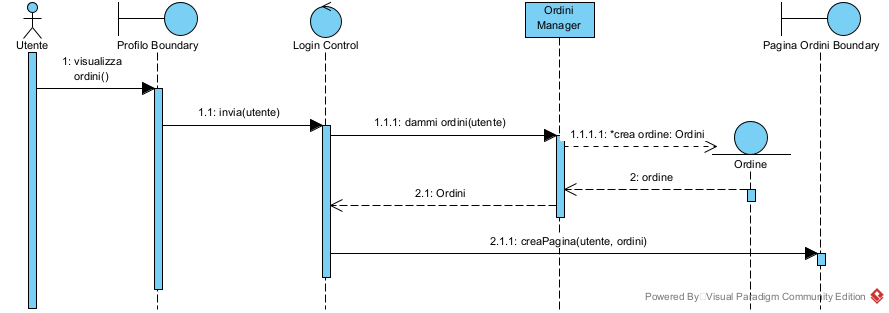 Ordini
Manager
Utente
Profilo Boundary
Login Control
Pagina Ordini Boundary
1: visualizza
ordini()
1.1: invia(utente)
1.1.1: dammi ordini(utente)
1.1.1.1: *crea ordine: Ordini
Ordine
2: ordine
2.1: Ordini
2.1.1: creaPagina(utente, ordini)
Powered By Visual Paradigm Community Edition